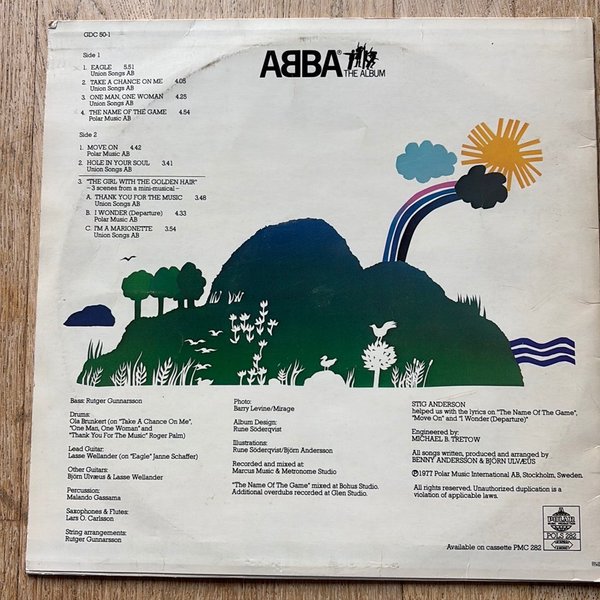 GDC 50-1
ABBA®
THE ALBUM
Side 1
1. EAGLE 5.51
Union Songs AB
2. TAKE A CHANCE ON ME 4.05
Union Songs AB
3. ONE MAN, ONE WOMAN 4.25
Union Songs AB
4. THE NAME OF THE GAME 4.54
Polar Music AB
Side 2
1. MOVE ON 4.42
Polar Music AB
2. HOLE IN YOUR SOUL 3.41
Union Songs AB
3. "THE GIRL WITH THE GOLDEN HAIR"
– 3 scenes from a mini-musical –
A. THANK YOU FOR THE MUSIC 3.48
Union Songs AB
B. I WONDER (Departure) 4.33
Polar Music AB
C. I'M A MARIONETTE 3.54
Union Songs AB
Bass: Rutger Gunnarsson
Drums:
Ola Brunkert (on "Take A Chance On Me",
"One Man, One Woman" and
"Thank You For The Music" Roger Palm)
Lead Guitar:
Lasse Wellander (on "Eagle" Janne Schaffer)
Other Guitars:
Björn Ulvæus & Lasse Wellander
Percussion:
Malando Gassama
Saxophones & Flutes:
Lars O. Carlsson
String arrangements:
Rutger Gunnarsson
Photo:
Barry Levine/Mirage
Album Design:
Rune Söderqvist
Illustrations:
Rune Söderqvist/Björn Andersson
Recorded and mixed at
Marcus Music & Metronome Studio
"The Name Of The Game" mixed at Bohus Studio.
Additional overdubs recorded at Glen Studio.
STIG ANDERSON
helped us with the lyrics on "The Name Of The Game",
"Move On" and "I Wonder (Departure)"
Engineered by:
MICHAEL B. TRETOW
All songs written, produced and arranged by
BENNY ANDERSSON & BJÖRN ULVÆUS
℗ 1977 Polar Music International AB, Stockholm, Sweden.
All rights reserved. Unauthorized duplication is a
violation of applicable laws.
POLAR
POLS 282
Available on cassette PMC 282